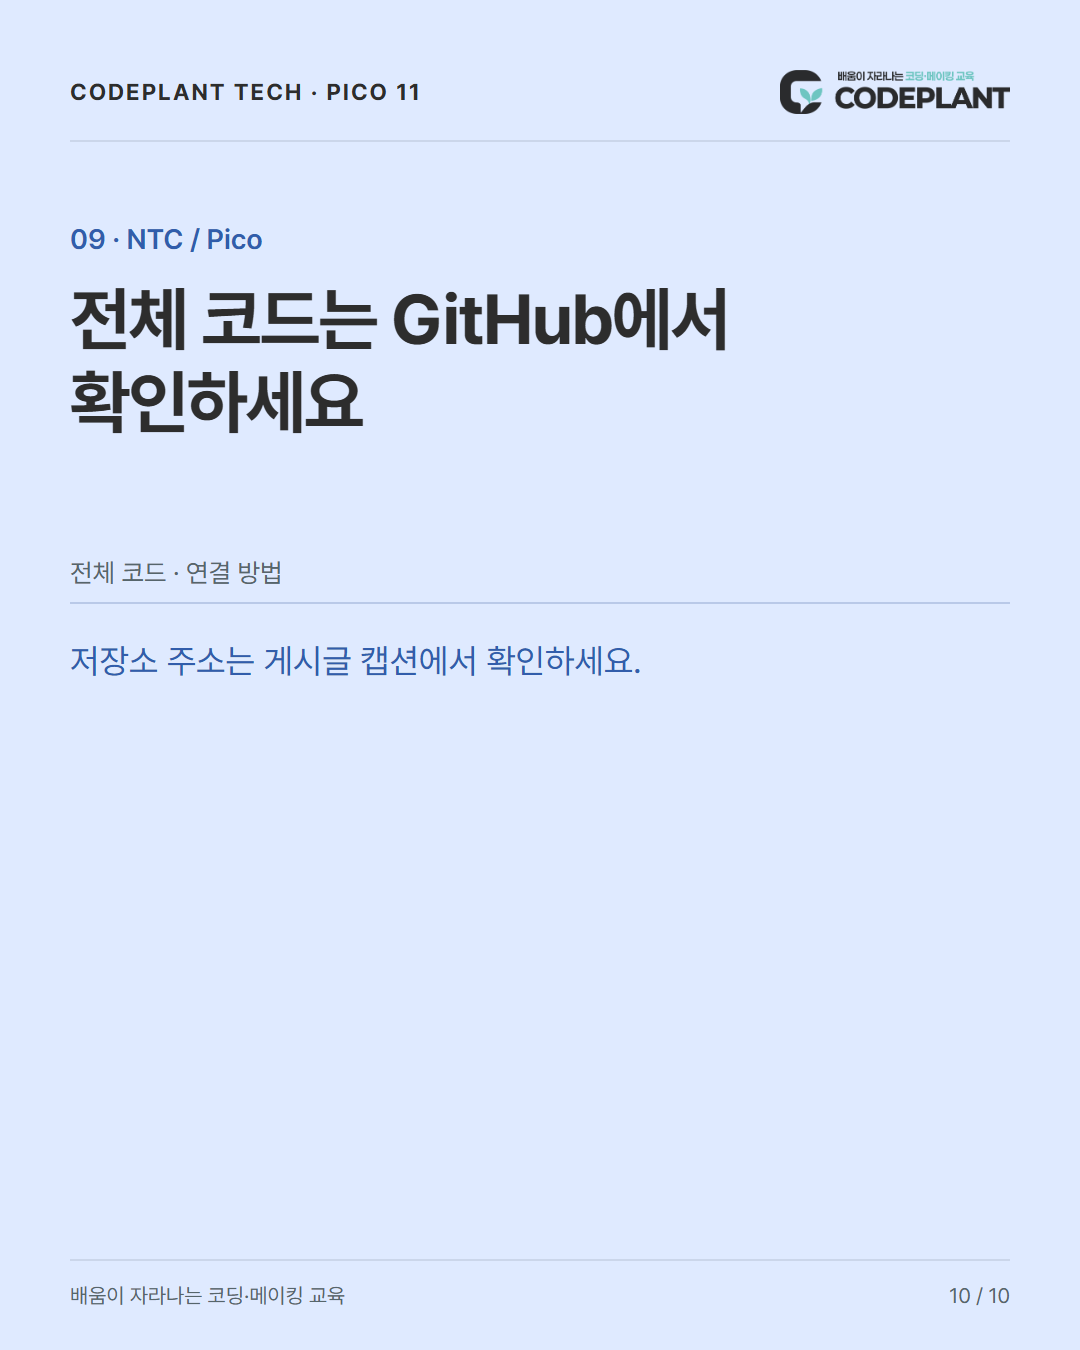 CODEPLANT TECH · PICO 11
배움이 자라나는 코딩·메이킹 교육
CODEPLANT
09 · NTC / Pico
전체 코드는 GitHub에서
확인하세요
전체 코드 · 연결 방법
저장소 주소는 게시글 캡션에서 확인하세요.
배움이 자라나는 코딩·메이킹 교육
10 / 10